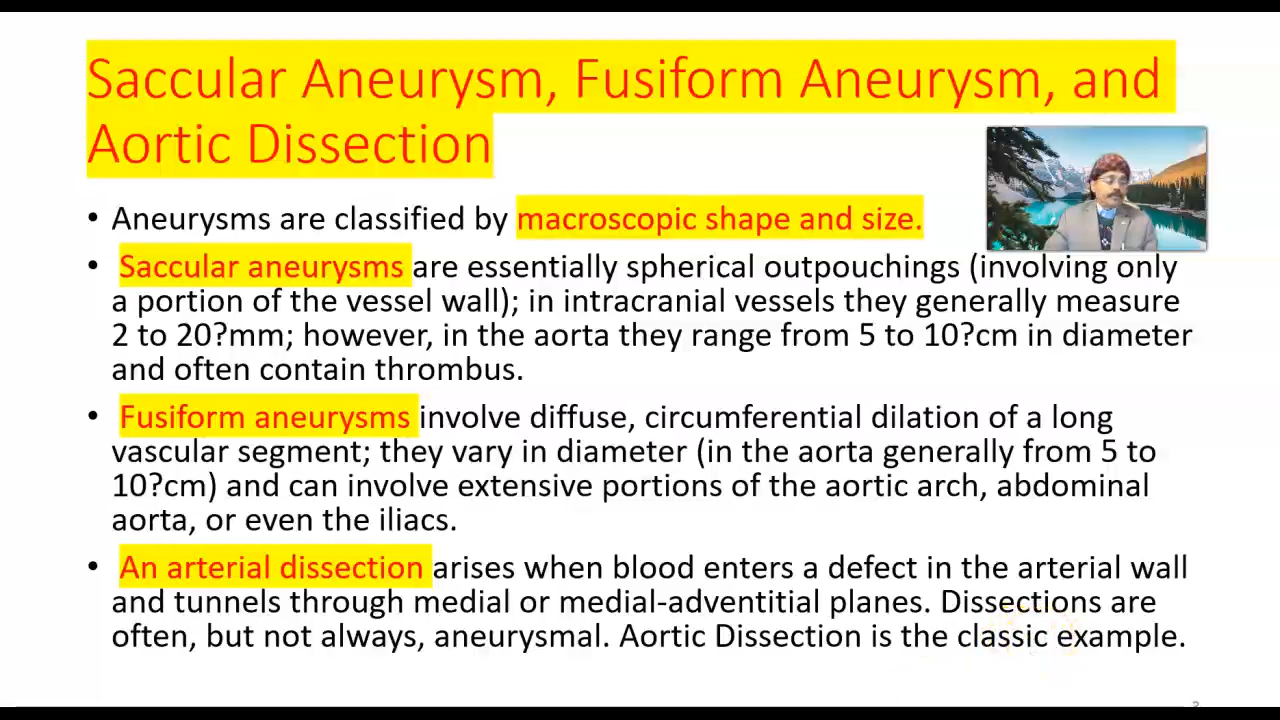 Saccular Aneurysm, Fusiform Aneurysm, and
Aortic Dissection
• Aneurysms are classified by macroscopic shape and size.
• Saccular aneurysms are essentially spherical outpouchings (involving only
a portion of the vessel wall); in intracranial vessels they generally measure
2 to 20?mm; however, in the aorta they range from 5 to 10?cm in diameter
and often contain thrombus.
• Fusiform aneurysms involve diffuse, circumferential dilation of a long
vascular segment; they vary in diameter (in the aorta generally from 5 to
10?cm) and can involve extensive portions of the aortic arch, abdominal
aorta, or even the iliacs.
• An arterial dissection arises when blood enters a defect in the arterial wall
and tunnels through medial or medial-adventitial planes. Dissections are
often, but not always, aneurysmal. Aortic Dissection is the classic example.